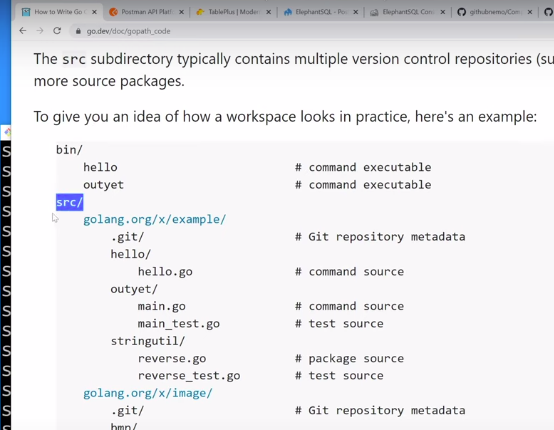 How to Write Go
Postman API Platf
TablePlus | Moder
ElephantSQL - Po
ElephantSQL Con
githubnemo/Com
go.dev/doc/gopath_code
The src subdirectory typically contains multiple version control repositories (su
more source packages.
To give you an idea of how a workspace looks in practice, here's an example:
bin/
hello # command executable
outyet # command executable
src/
golang.org/x/example/
.git/ # Git repository metadata
hello/
hello.go # command source
outyet/
main.go # command source
main_test.go # test source
stringutil/
reverse.go # package source
reverse_test.go # test source
golang.org/x/image/
.git/ # Git repository metadata
bmp/